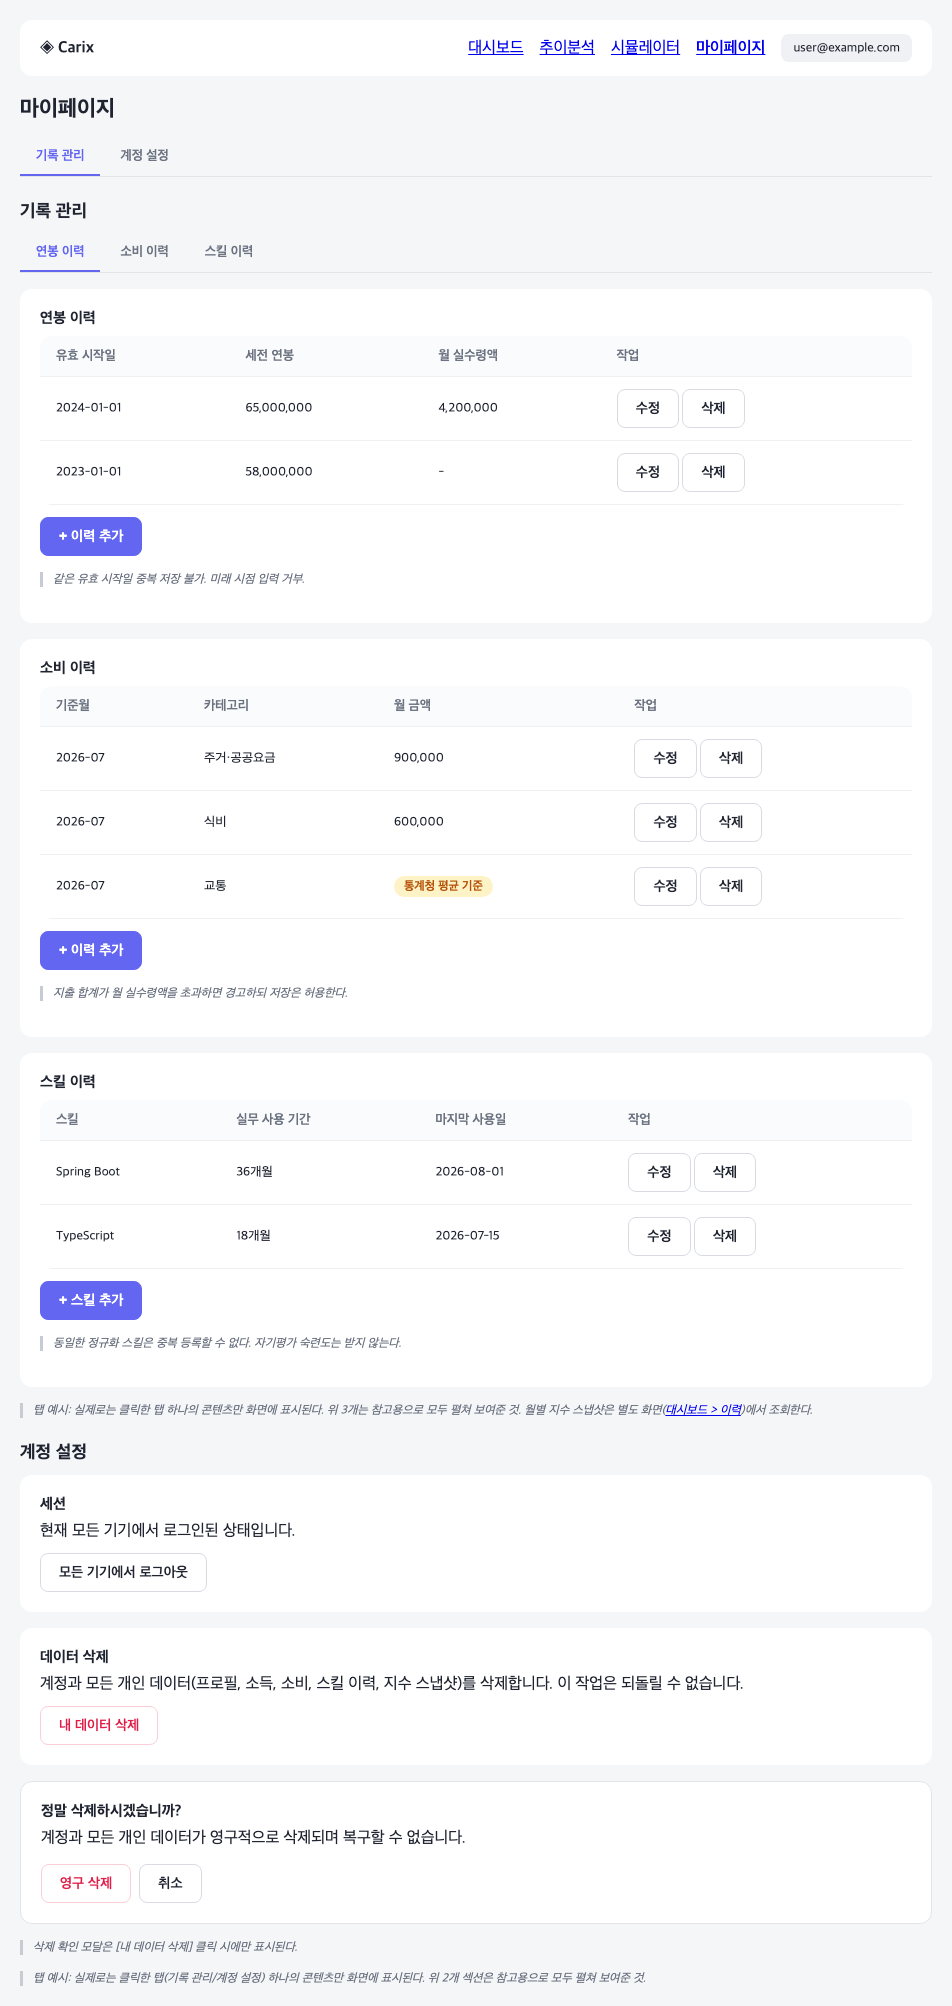 ◈ Carix
대시보드 추이분석 시뮬레이터 마이페이지 user@example.com
마이페이지
기록 관리 계정 설정
기록 관리
연봉 이력 소비 이력 스킬 이력
연봉 이력
유효 시작일 세전 연봉 월 실수령액 작업
2024-01-01 65,000,000 4,200,000 수정 삭제
2023-01-01 58,000,000 - 수정 삭제
+ 이력 추가
같은 유효 시작일 중복 저장 불가. 미래 시점 입력 거부.
소비 이력
기준월 카테고리 월 금액 작업
2026-07 주거·공공요금 900,000 수정 삭제
2026-07 식비 600,000 수정 삭제
2026-07 교통 통계청 평균 기준 수정 삭제
+ 이력 추가
지출 합계가 월 실수령액을 초과하면 경고하되 저장은 허용한다.
스킬 이력
스킬 실무 사용 기간 마지막 사용일 작업
Spring Boot 36개월 2026-08-01 수정 삭제
TypeScript 18개월 2026-07-15 수정 삭제
+ 스킬 추가
동일한 정규화 스킬은 중복 등록할 수 없다. 자기평가 숙련도는 받지 않는다.
탭 예시: 실제로는 클릭한 탭 하나의 콘텐츠만 화면에 표시된다. 위 3개는 참고용으로 모두 펼쳐 보여준 것. 월별 지수 스냅샷은 별도 화면(대시보드 > 이력)에서 조회한다.
계정 설정
세션
현재 모든 기기에서 로그인된 상태입니다.
모든 기기에서 로그아웃
데이터 삭제
계정과 모든 개인 데이터(프로필, 소득, 소비, 스킬 이력, 지수 스냅샷)를 삭제합니다. 이 작업은 되돌릴 수 없습니다.
내 데이터 삭제
정말 삭제하시겠습니까?
계정과 모든 개인 데이터가 영구적으로 삭제되며 복구할 수 없습니다.
영구 삭제 취소
삭제 확인 모달은 [내 데이터 삭제] 클릭 시에만 표시된다.
탭 예시: 실제로는 클릭한 탭(기록 관리/계정 설정) 하나의 콘텐츠만 화면에 표시된다. 위 2개 섹션은 참고용으로 모두 펼쳐 보여준 것.